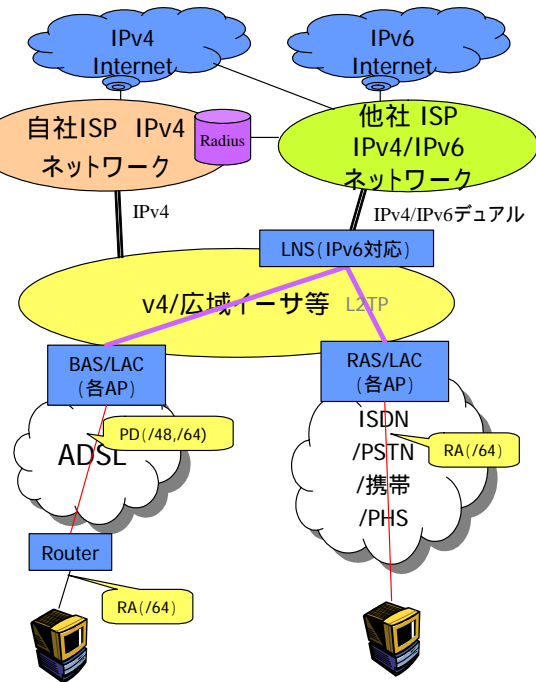 IPv4
Internet
IPv6
Internet
自社ISP IPv4
ネットワーク
Radius
他社 ISP
IPv4/IPv6
ネットワーク
IPv4
IPv4/IPv6デュアル
LNS(IPv6対応)
v4/広域イーサ等
L2TP
BAS/LAC
(各AP)
RAS/LAC
(各AP)
PD(/48,/64)
ADSL
ISDN
/PSTN
/携帯
/PHS
RA(/64)
Router
RA(/64)